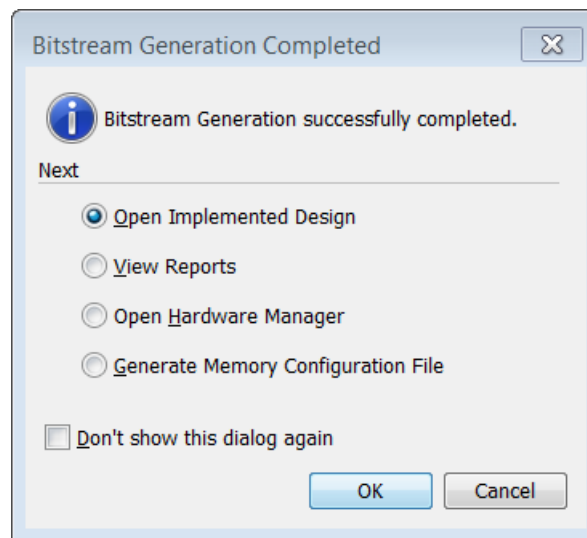 Bitstream Generation Completed
Bitstream Generation successfully completed.
Next
Open Implemented Design
View Reports
Open Hardware Manager
Generate Memory Configuration File
Don't show this dialog again
OK
Cancel